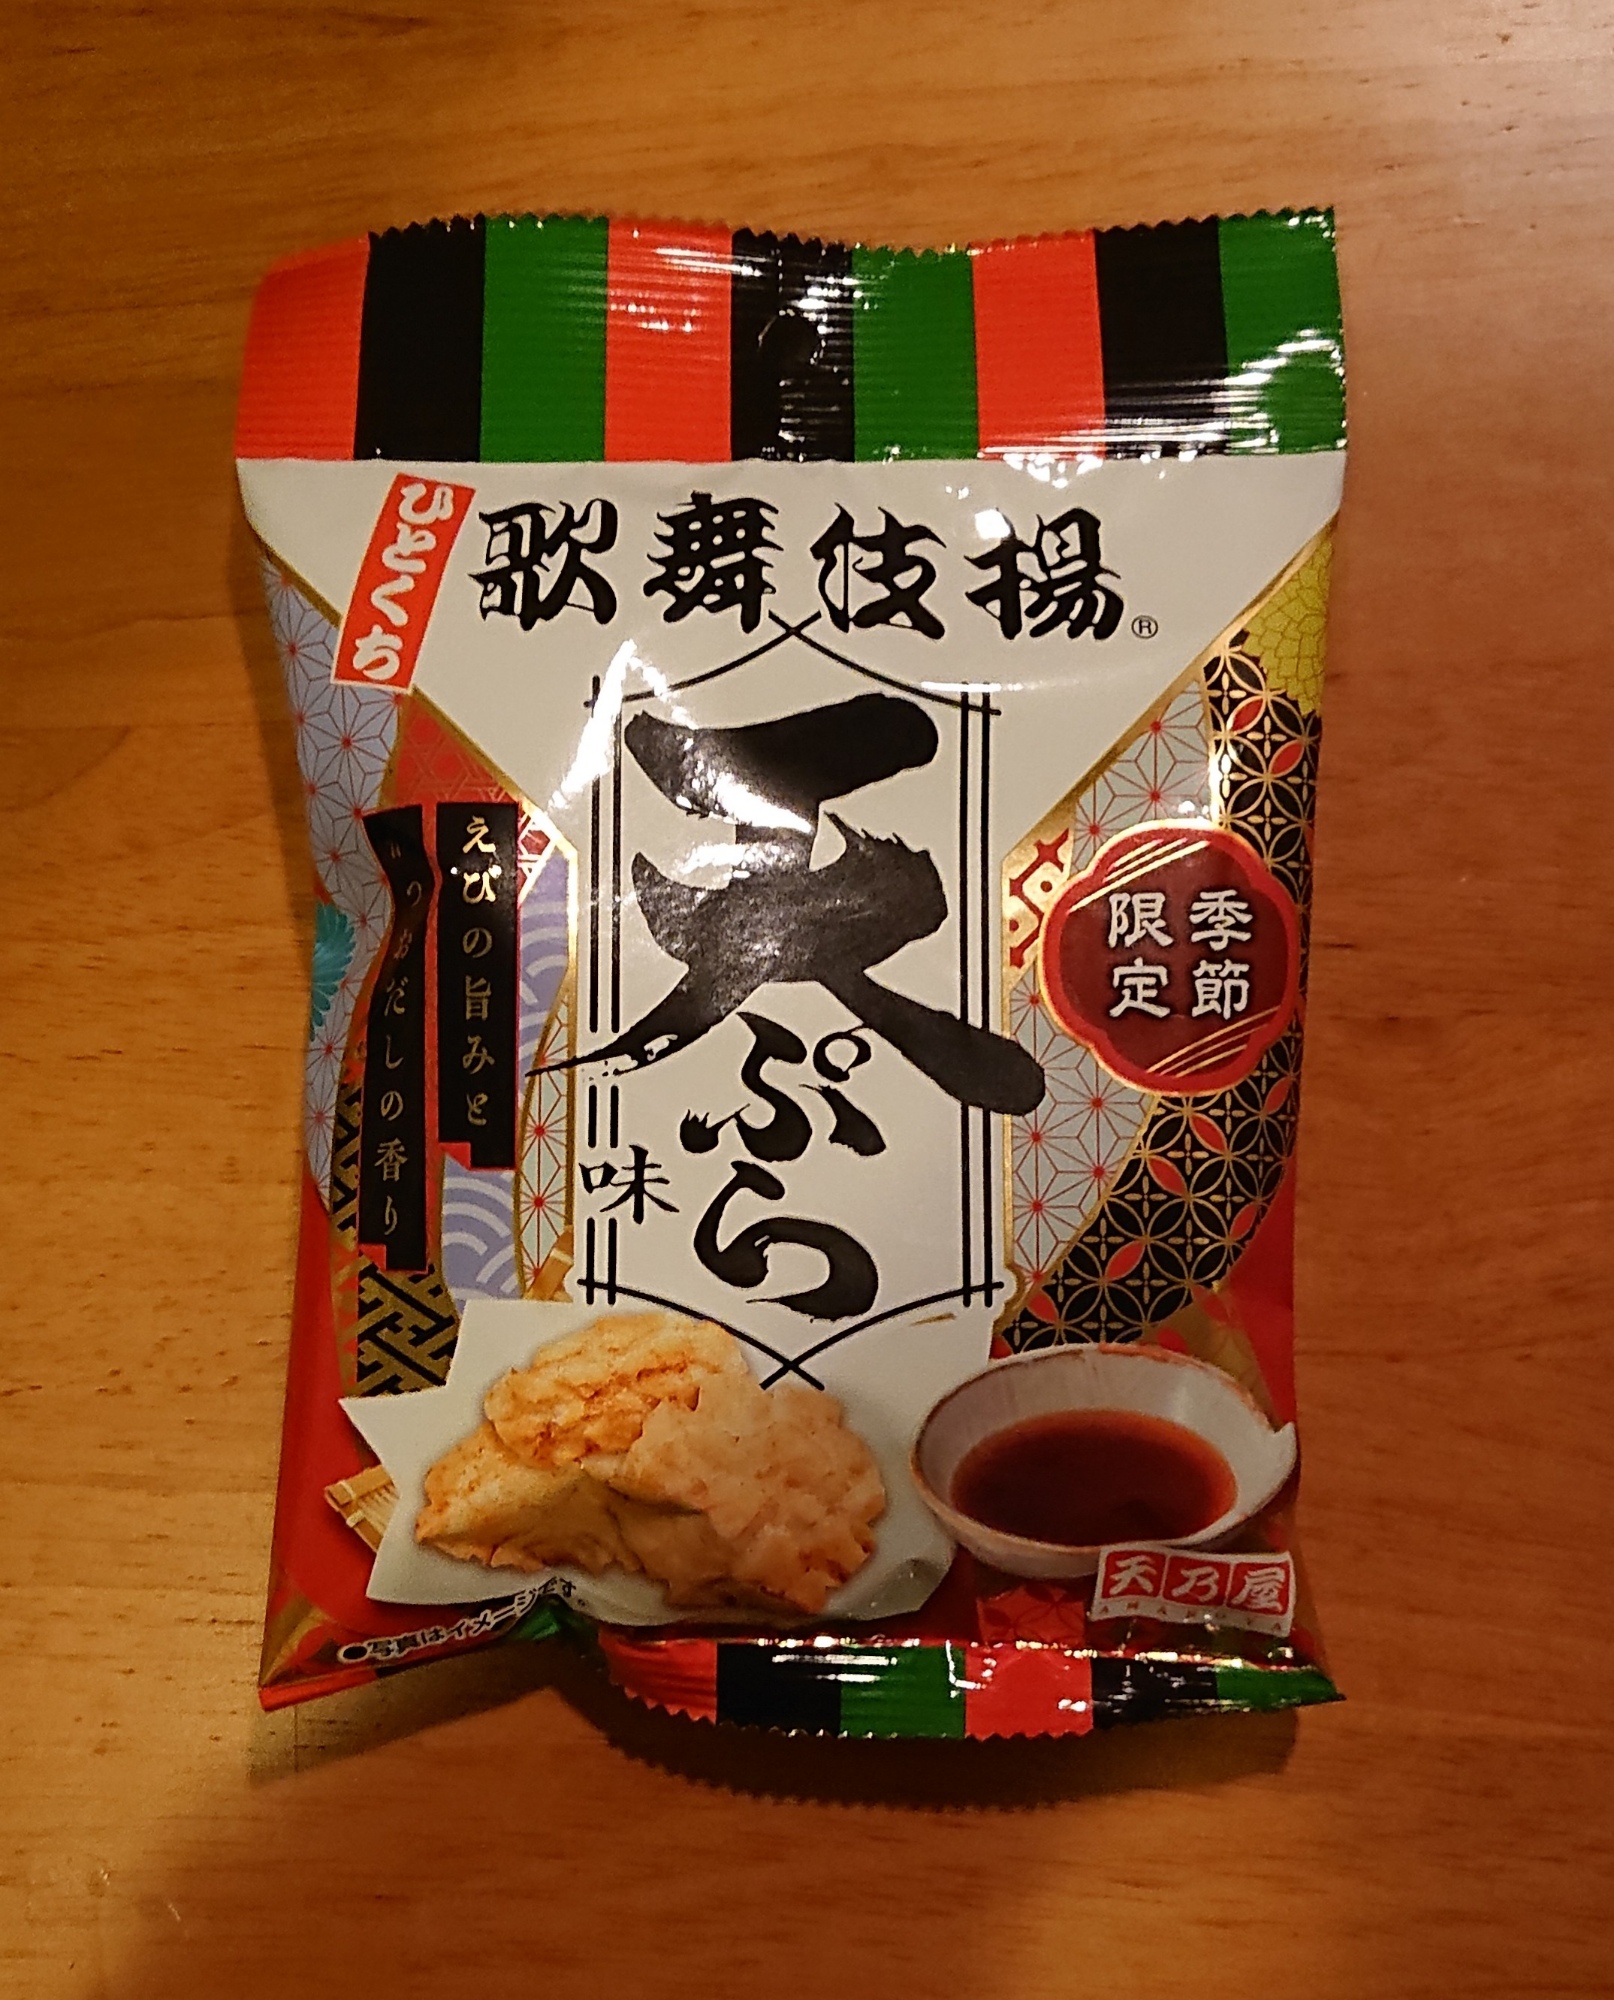 ひとくち
歌舞伎揚®
天ぷら
味
えびの旨みと
かつおだしの香り
季節
限定
天乃屋
AMANOYA
●写真はイメージです。